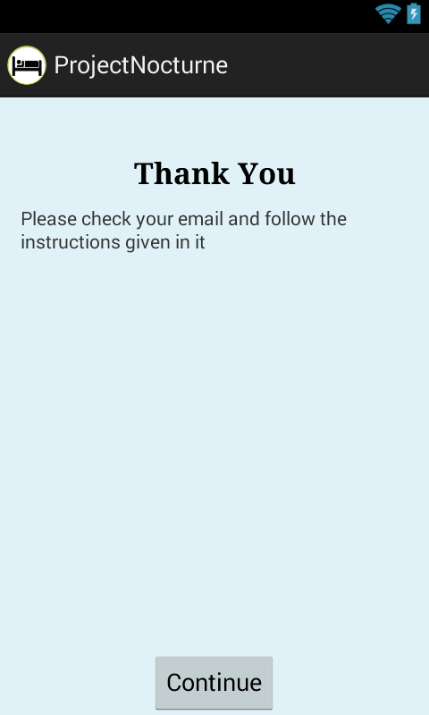 ProjectNocturne
Thank You
Please check your email and follow the
instructions given in it
Continue